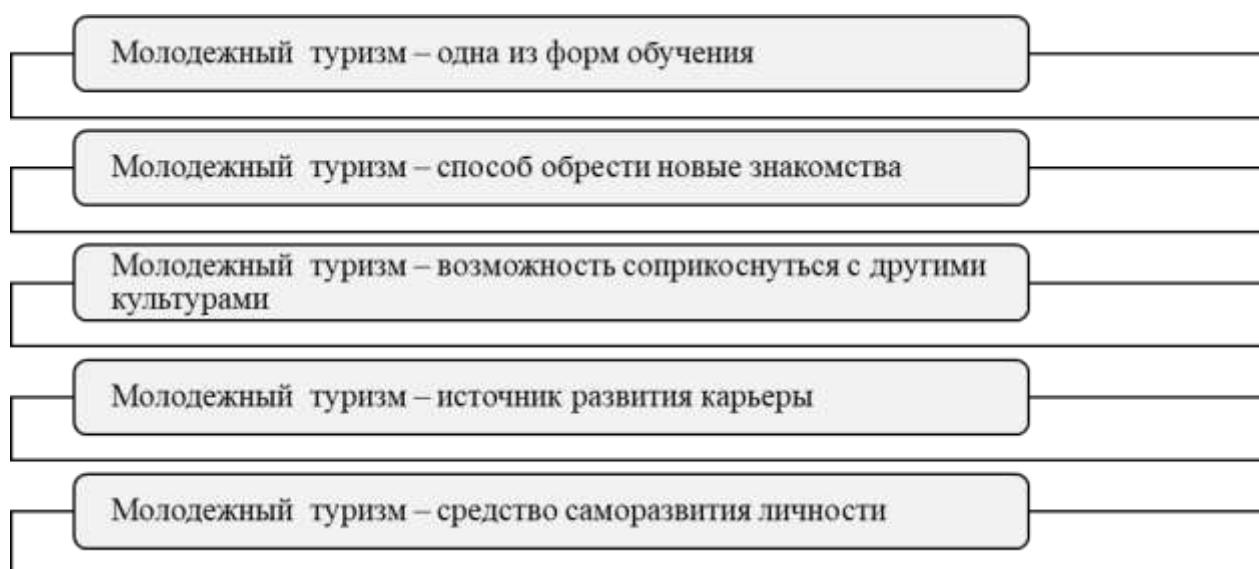 Молодежный туризм – одна из форм обучения
Молодежный туризм – способ обрести новые знакомства
Молодежный туризм – возможность соприкоснуться с другими
культурами
Молодежный туризм – источник развития карьеры
Молодежный туризм – средство саморазвития личности